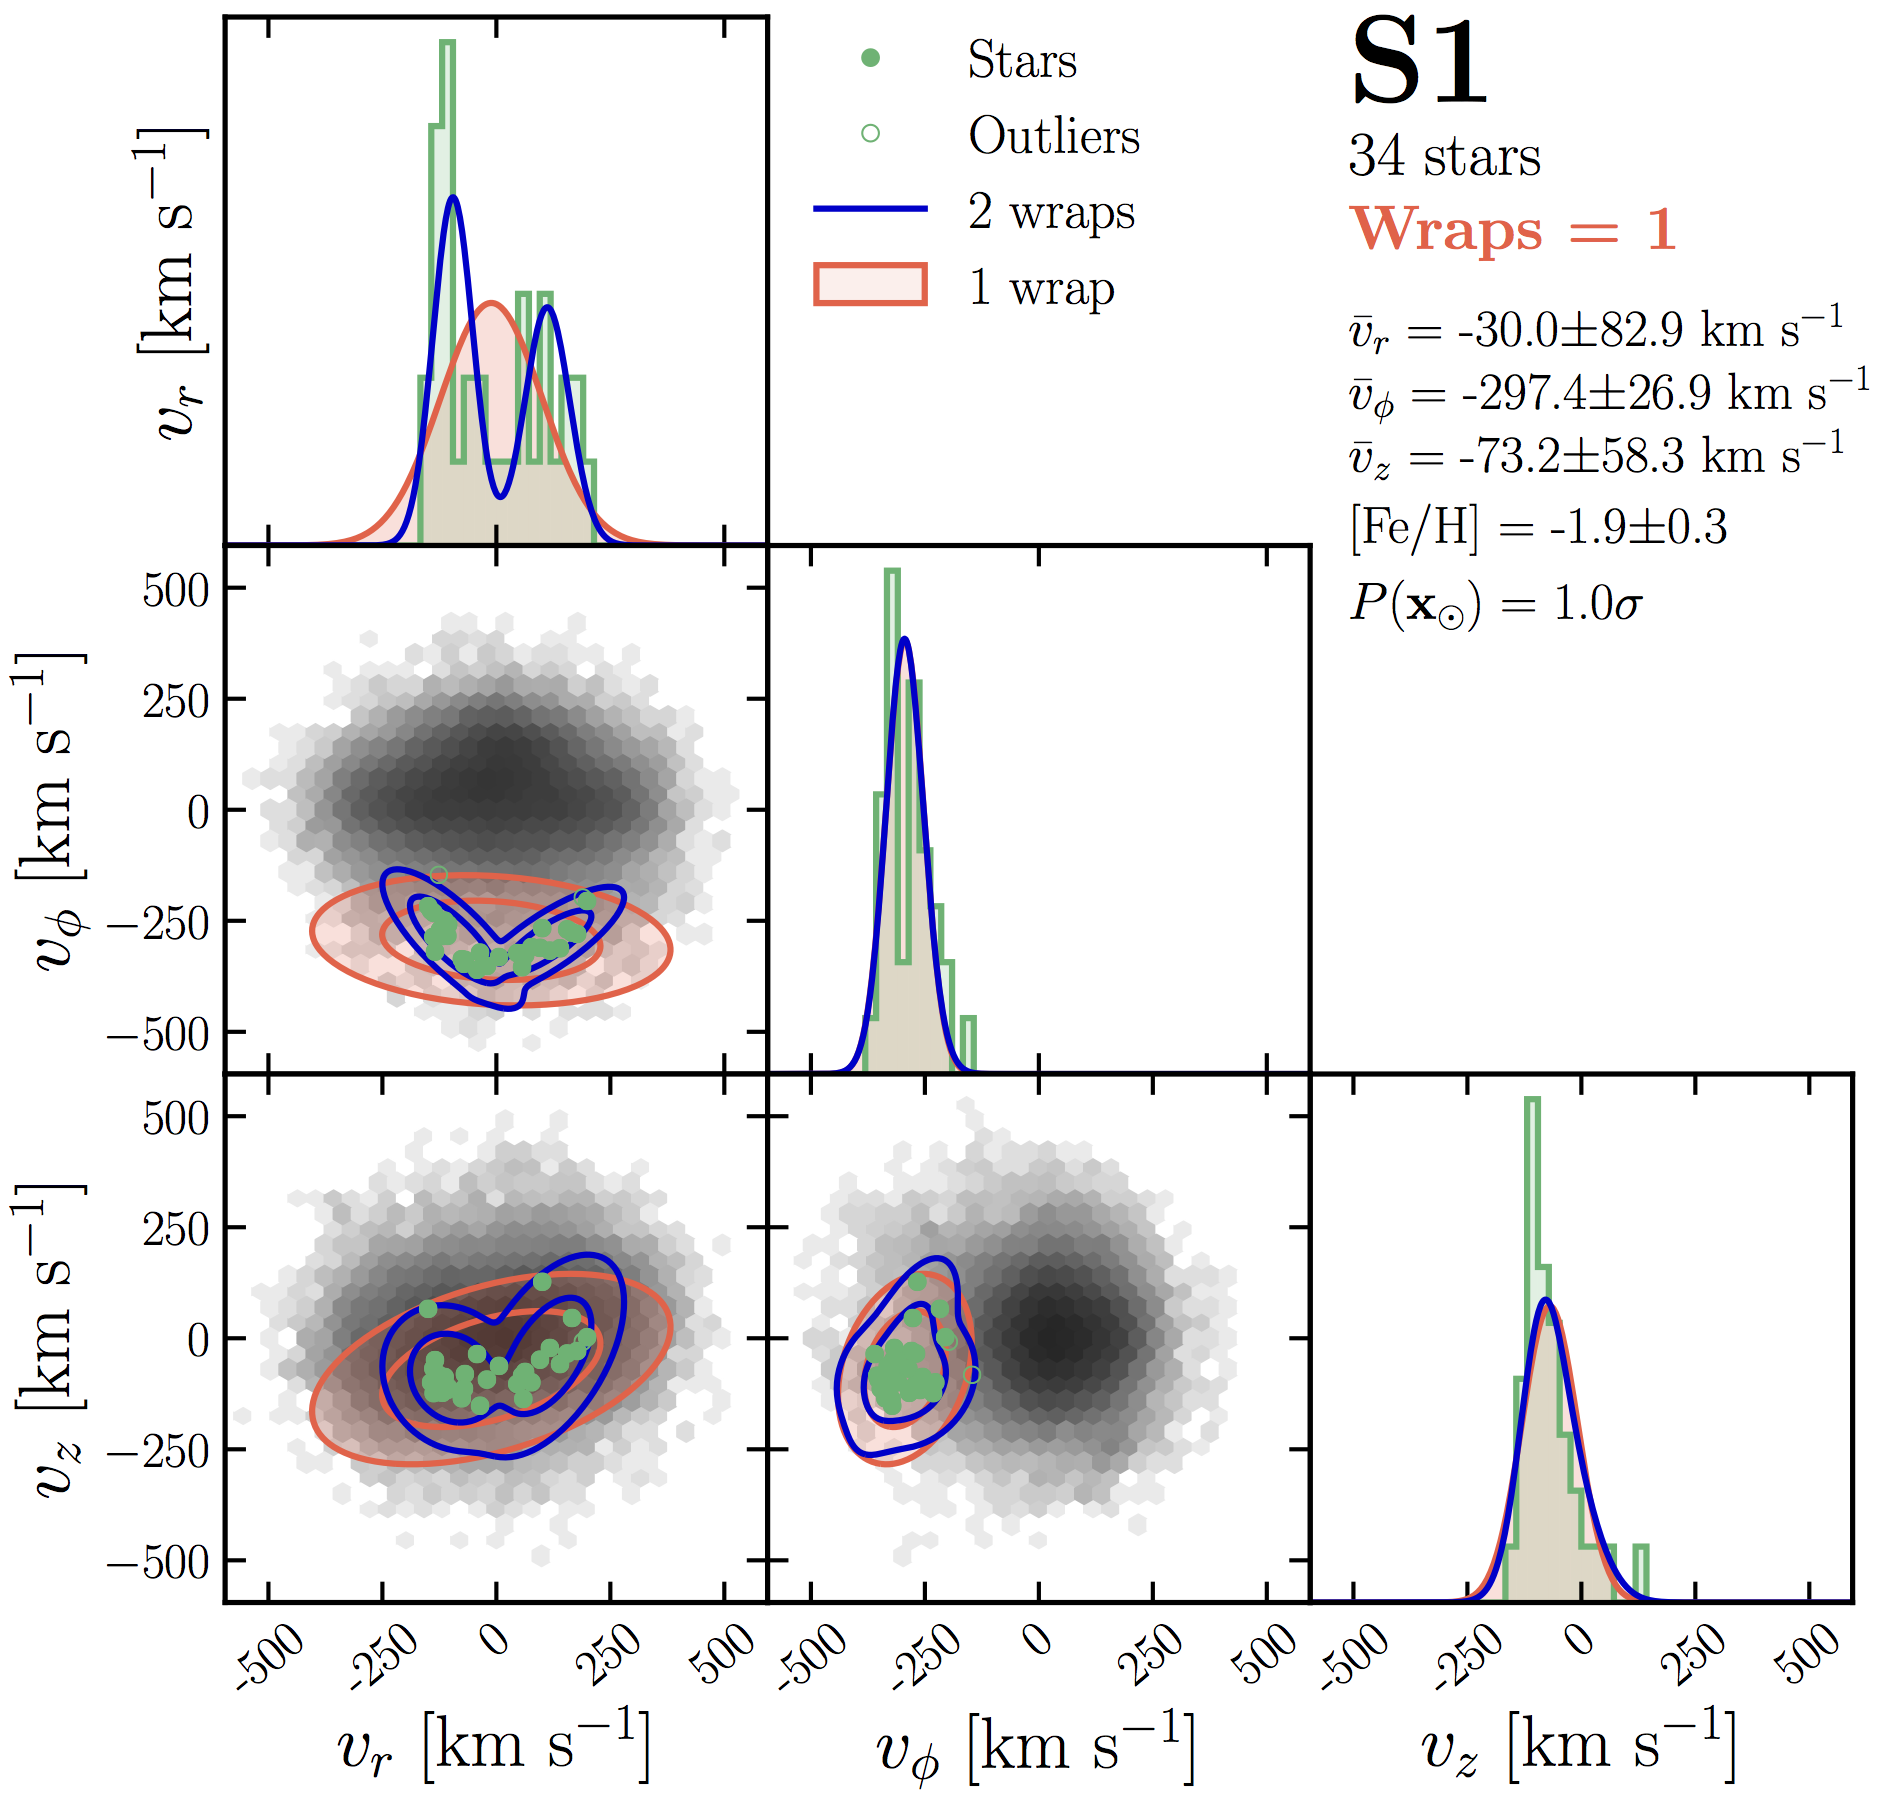 S1
34 stars
Wraps = 1
v̄_r = -30.0±82.9 km s⁻¹
v̄_ϕ = -297.4±26.9 km s⁻¹
v̄_z = -73.2±58.3 km s⁻¹
[Fe/H] = -1.9±0.3
P(x_⊙) = 1.0σ
Stars
Outliers
2 wraps
1 wrap
v_r [km s⁻¹]
500
250
0
−250
−500
v_ϕ [km s⁻¹]
500
250
0
−250
−500
v_z [km s⁻¹]
-500 -250 0 250 500
-500 -250 0 250 500
-500 -250 0 250 500
v_r [km s⁻¹]
v_ϕ [km s⁻¹]
v_z [km s⁻¹]